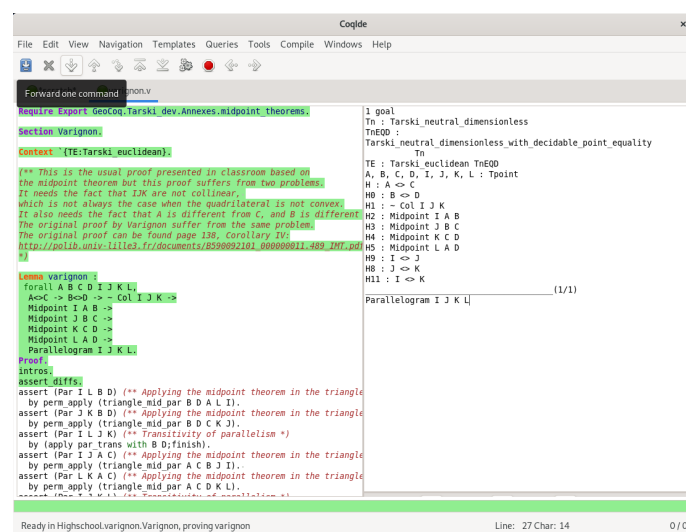 CoqIde
File Edit View Navigation Templates Queries Tools Compile Windows Help
Forward one command
non.v
Require Export GeoCoq.Tarski_dev.Annexes.midpoint_theorems.
Section Varignon.
Context `{TE:Tarski_euclidean}.
(** This is the usual proof presented in classroom based on
the midpoint theorem but this proof suffers from two problems.
It needs the fact that IJK are not collinear,
which is not always the case when the quadrilateral is not convex.
It also needs the fact that A is different from C, and B is different
The original proof by Varignon suffer from the same problem.
The original proof can be found page 138, Corollary IV:
http://polib.univ-lille3.fr/documents/B590092101_000000011.489_IMT.pdf
*)
Lemma varignon :
forall A B C D I J K L,
A<>C -> B<>D -> ~ Col I J K ->
Midpoint I A B ->
Midpoint J B C ->
Midpoint K C D ->
Midpoint L A D ->
Parallelogram I J K L.
Proof.
intros.
assert_diffs.
assert (Par I L B D) (** Applying the midpoint theorem in the triangle
by perm_apply (triangle_mid_par B D A L I).
assert (Par J K B D) (** Applying the midpoint theorem in the triangle
by perm_apply (triangle_mid_par B D C K J).
assert (Par I L J K) (** Transitivity of parallelism *)
by (apply par_trans with B D;finish).
assert (Par I J A C) (** Applying the midpoint theorem in the triangle
by perm_apply (triangle_mid_par A C B J I).
assert (Par L K A C) (** Applying the midpoint theorem in the triangle
by perm_apply (triangle_mid_par A C D K L).
assert (Par I J K L) (** Transitivity of parallelism *)
1 goal
Tn : Tarski_neutral_dimensionless
TnEQD :
Tarski_neutral_dimensionless_with_decidable_point_equality
Tn
TE : Tarski_euclidean TnEQD
A, B, C, D, I, J, K, L : Tpoint
H : A <> C
H0 : B <> D
H1 : ~ Col I J K
H2 : Midpoint I A B
H3 : Midpoint J B C
H4 : Midpoint K C D
H5 : Midpoint L A D
H9 : I <> J
H8 : J <> K
H11 : I <> K
(1/1)
Parallelogram I J K L
Ready in Highschool.varignon.Varignon, proving varignon
Line: 27 Char: 14
0 / 0